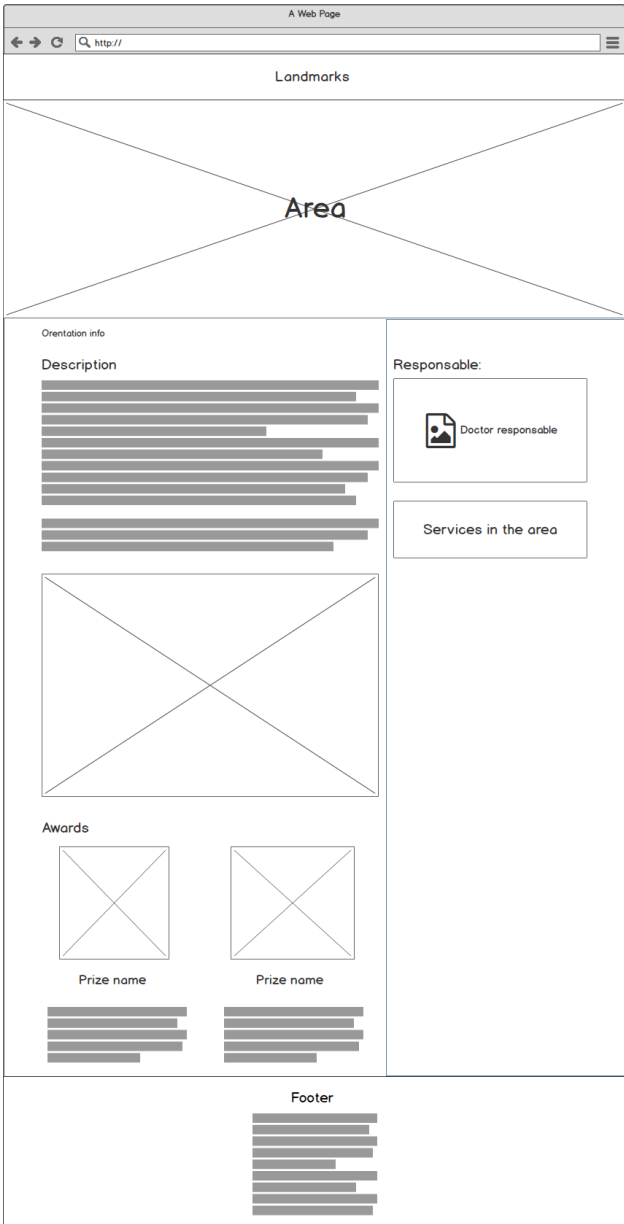 A Web Page
http://
Landmarks
Area
Orentation info
Description
Responsable:
Doctor responsable
Services in the area
Awards
Prize name
Prize name
Footer